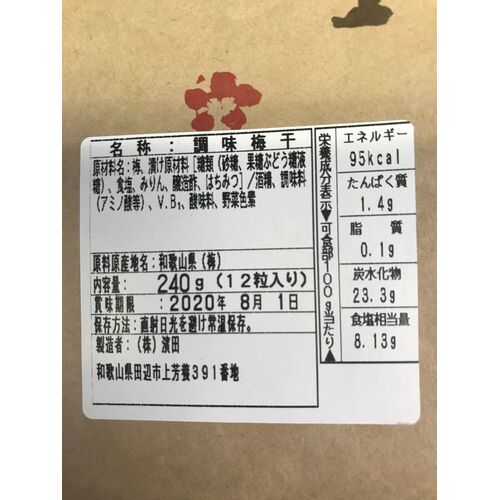 名称:調味梅干
原材料名:梅、漬け原材料[糖類(砂糖、果糖ぶどう糖液
糖)、食塩、みりん、醸造酢、はちみつ]/酒精、調味料
(アミノ酸等)、V.B₁、酸味料、野菜色素
原料原産地名:和歌山県(梅)
内容量: 240g(12粒入り)
賞味期限:2020年 8月 1日
保存方法:直射日光を避け常温保存。
製造者:(株)濱田
和歌山県田辺市上芳養391番地
栄養成分表示▼可食部100g当たり▲
エネルギー
95kcal
たんぱく質
1.4g
脂質
0.1g
炭水化物
23.3g
食塩相当量
8.13g